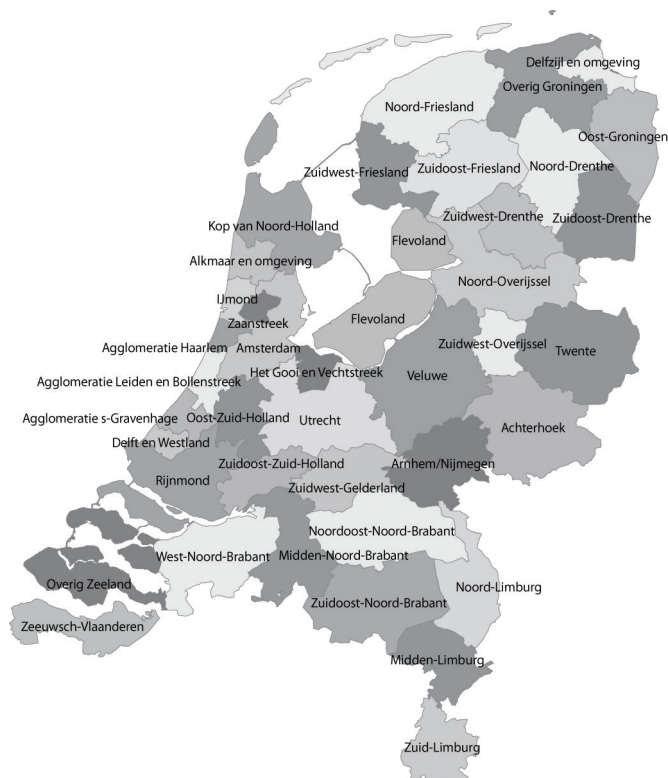 Delfzijl en omgeving
Overig Groningen
Noord-Friesland
Oost-Groningen
Zuidwest-Friesland
Zuidoost-Friesland
Noord-Drenthe
Zuidwest-Drenthe
Zuidoost-Drenthe
Kop van Noord-Holland
Flevoland
Alkmaar en omgeving
Noord-Overijssel
IJmond
Zaanstreek
Flevoland
Agglomeratie Haarlem
Amsterdam
Zuidwest-Overijssel
Twente
Het Gooi en Vechtstreek
Veluwe
Agglomeratie Leiden en Bollenstreek
Agglomeratie s-Gravenhage
Oost-Zuid-Holland
Utrecht
Achterhoek
Delft en Westland
Zuidoost-Zuid-Holland
Arnhem/Nijmegen
Rijnmond
Zuidwest-Gelderland
Noordoost-Noord-Brabant
West-Noord-Brabant
Midden-Noord-Brabant
Overig Zeeland
Noord-Limburg
Zuidoost-Noord-Brabant
Zeeuwsch-Vlaanderen
Midden-Limburg
Zuid-Limburg